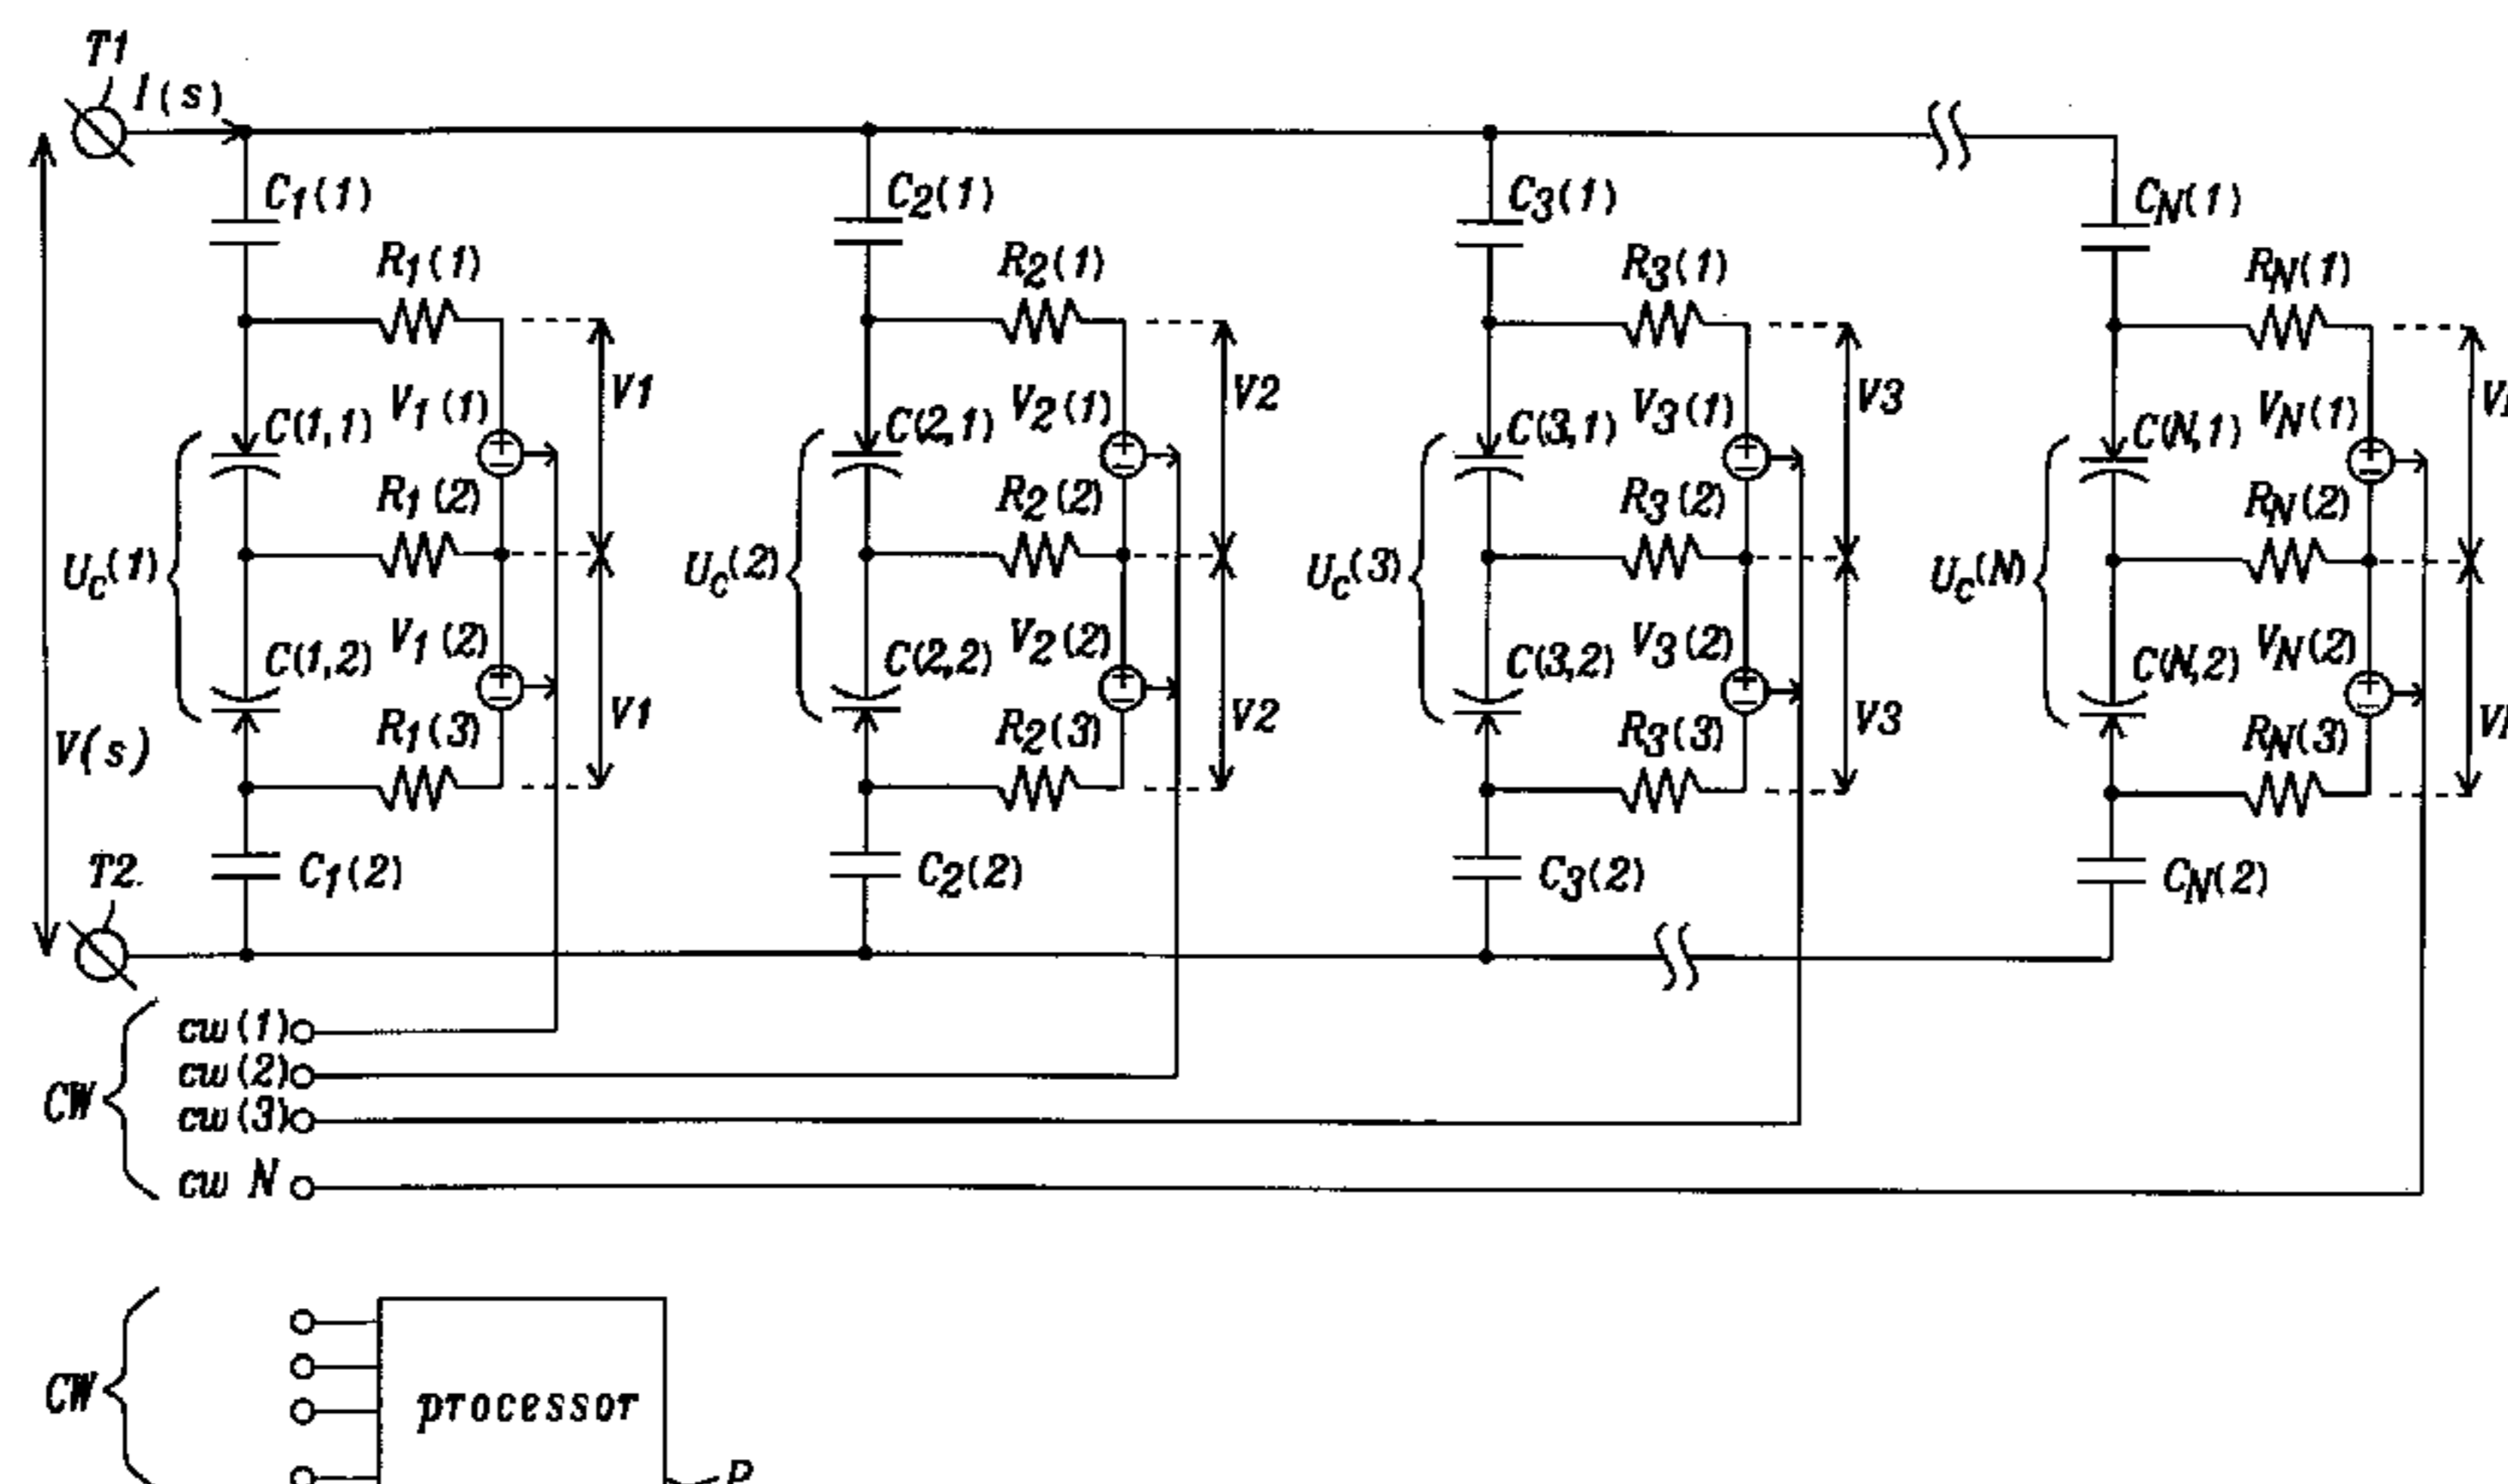 T1
I(s)
C1(1) C2(1) C3(1) CN(1)
R1(1) R2(1) R3(1) RN(1)
V1 V2 V3
V1(1) V2(1) V3(1) VN(1)
C(1,1) C(2,1) C(3,1) C(N,1)
R1(2) R2(2) R3(2) RN(2)
Uc(1) Uc(2) Uc(3) Uc(N)
V1(2) V2(2) V3(2) VN(2)
C(1,2) C(2,2) C(3,2) C(N,2)
V1 V2 V3
R1(3) R2(3) R3(3) RN(3)
V(s)
T2
C1(2) C2(2) C3(2) CN(2)
cw(1)
cw(2)
CW
cw(3)
cw N
CW
processor
P